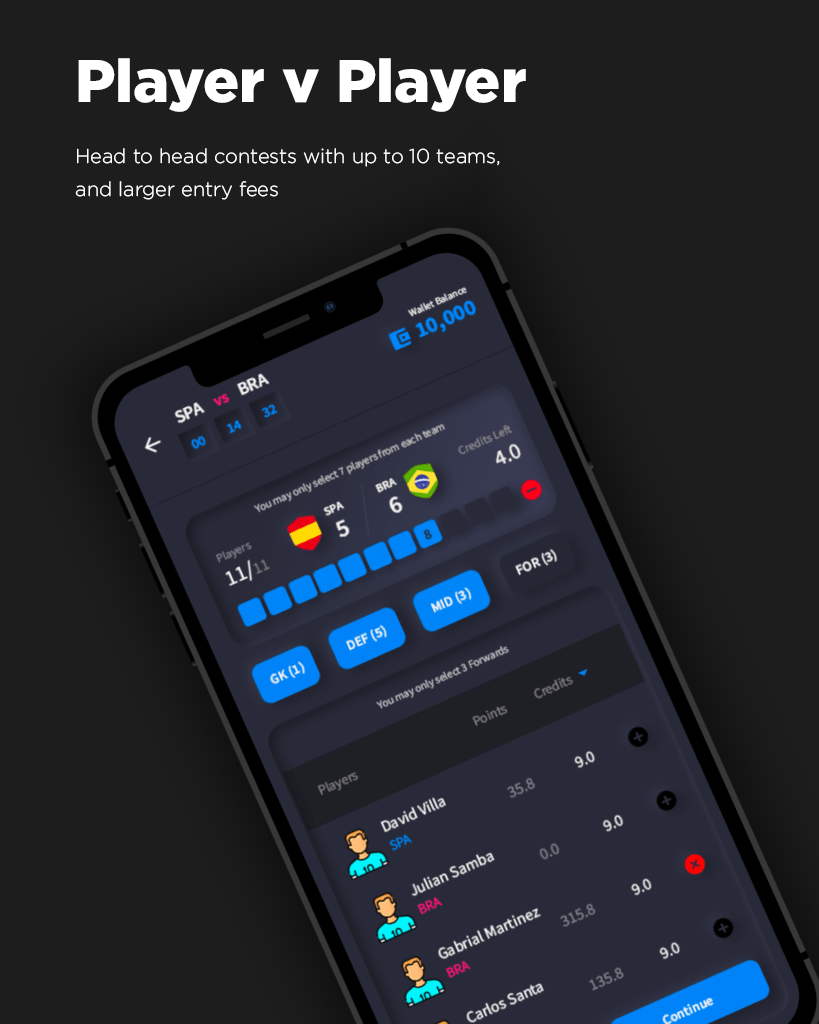 Player v Player
Head to head contests with up to 10 teams,
and larger entry fees
Wallet Balance
10,000
SPA vs BRA
00 14 32
You may only select 7 players from each team
Credits Left
4.0
SPA
5
BRA
6
Players
11/11
8
GK (1)
DEF (5)
MID (3)
FOR (3)
You may only select 3 Forwards
Players
Points
Credits
David Villa
SPA
35.8
9.0
Julian Samba
BRA
0.0
9.0
Gabrial Martinez
BRA
315.8
9.0
Carlos Santa
135.8
9.0
Continue